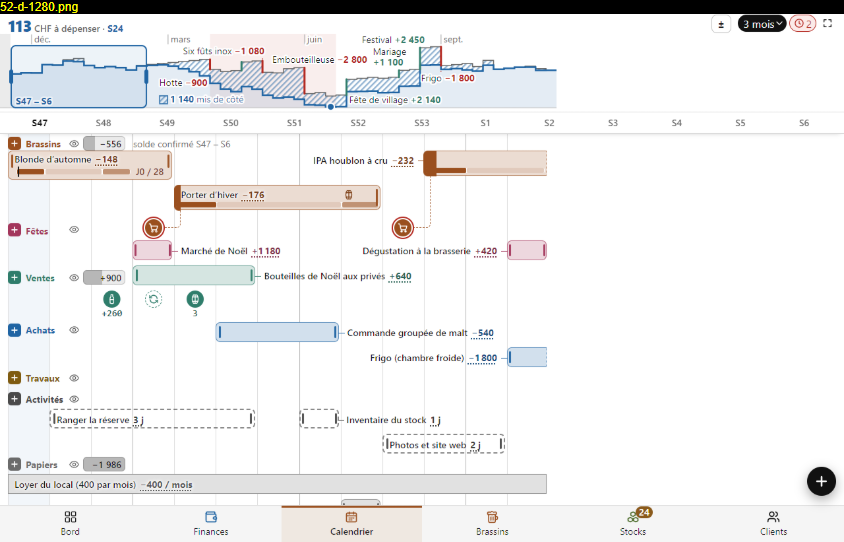 52-d-1280.png
113 CHF à dépenser · S24
± 3 mois 2
déc. mars juin sept.
Festival +2 450
Six fûts inox −1 080
Mariage +1 100
Embouteilleuse −2 800
Hotte −900
Frigo −1 800
S47 – S6
1 140 mis de côté
Fête de village +2 140
S47 S48 S49 S50 S51 S52 S53 S1 S2 S3 S4 S5 S6
Brassins −556 solde confirmé S47 – S6
Blonde d'automne −148
J0 / 28
IPA houblon à cru −232
Porter d'hiver −176
Fêtes
Marché de Noël +1 180
Dégustation à la brasserie +420
Ventes +900
Bouteilles de Noël aux privés +640
+260 3
Achats
Commande groupée de malt −540
Frigo (chambre froide) −1 800
Travaux
Activités
Ranger la réserve 3 j
Inventaire du stock 1 j
Photos et site web 2 j
Papiers −1 986
Loyer du local (400 par mois) −400 / mois
+
Bord Finances Calendrier Brassins Stocks 24 Clients